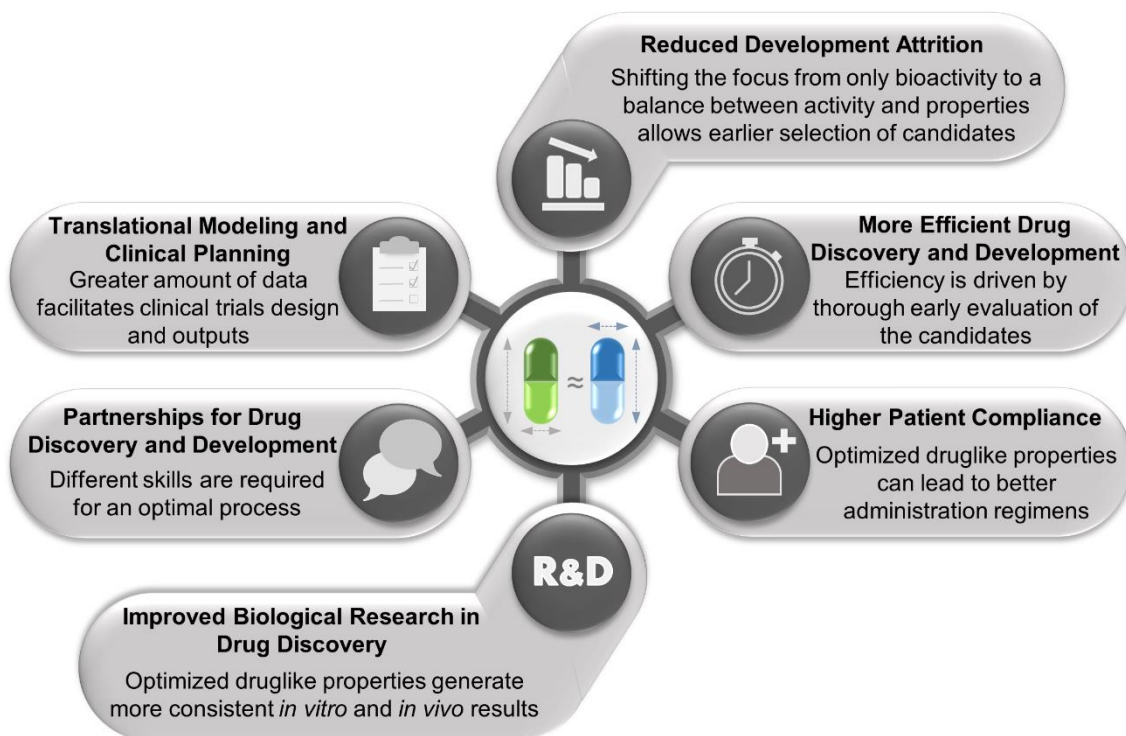 Reduced Development Attrition
Shifting the focus from only bioactivity to a
balance between activity and properties
allows earlier selection of candidates
Translational Modeling and
Clinical Planning
Greater amount of data
facilitates clinical trials design
and outputs
More Efficient Drug
Discovery and Development
Efficiency is driven by
thorough early evaluation of
the candidates
≈
Partnerships for Drug
Discovery and Development
Different skills are required
for an optimal process
Higher Patient Compliance
Optimized druglike properties
can lead to better
administration regimens
R&D
Improved Biological Research in
Drug Discovery
Optimized druglike properties generate
more consistent in vitro and in vivo results